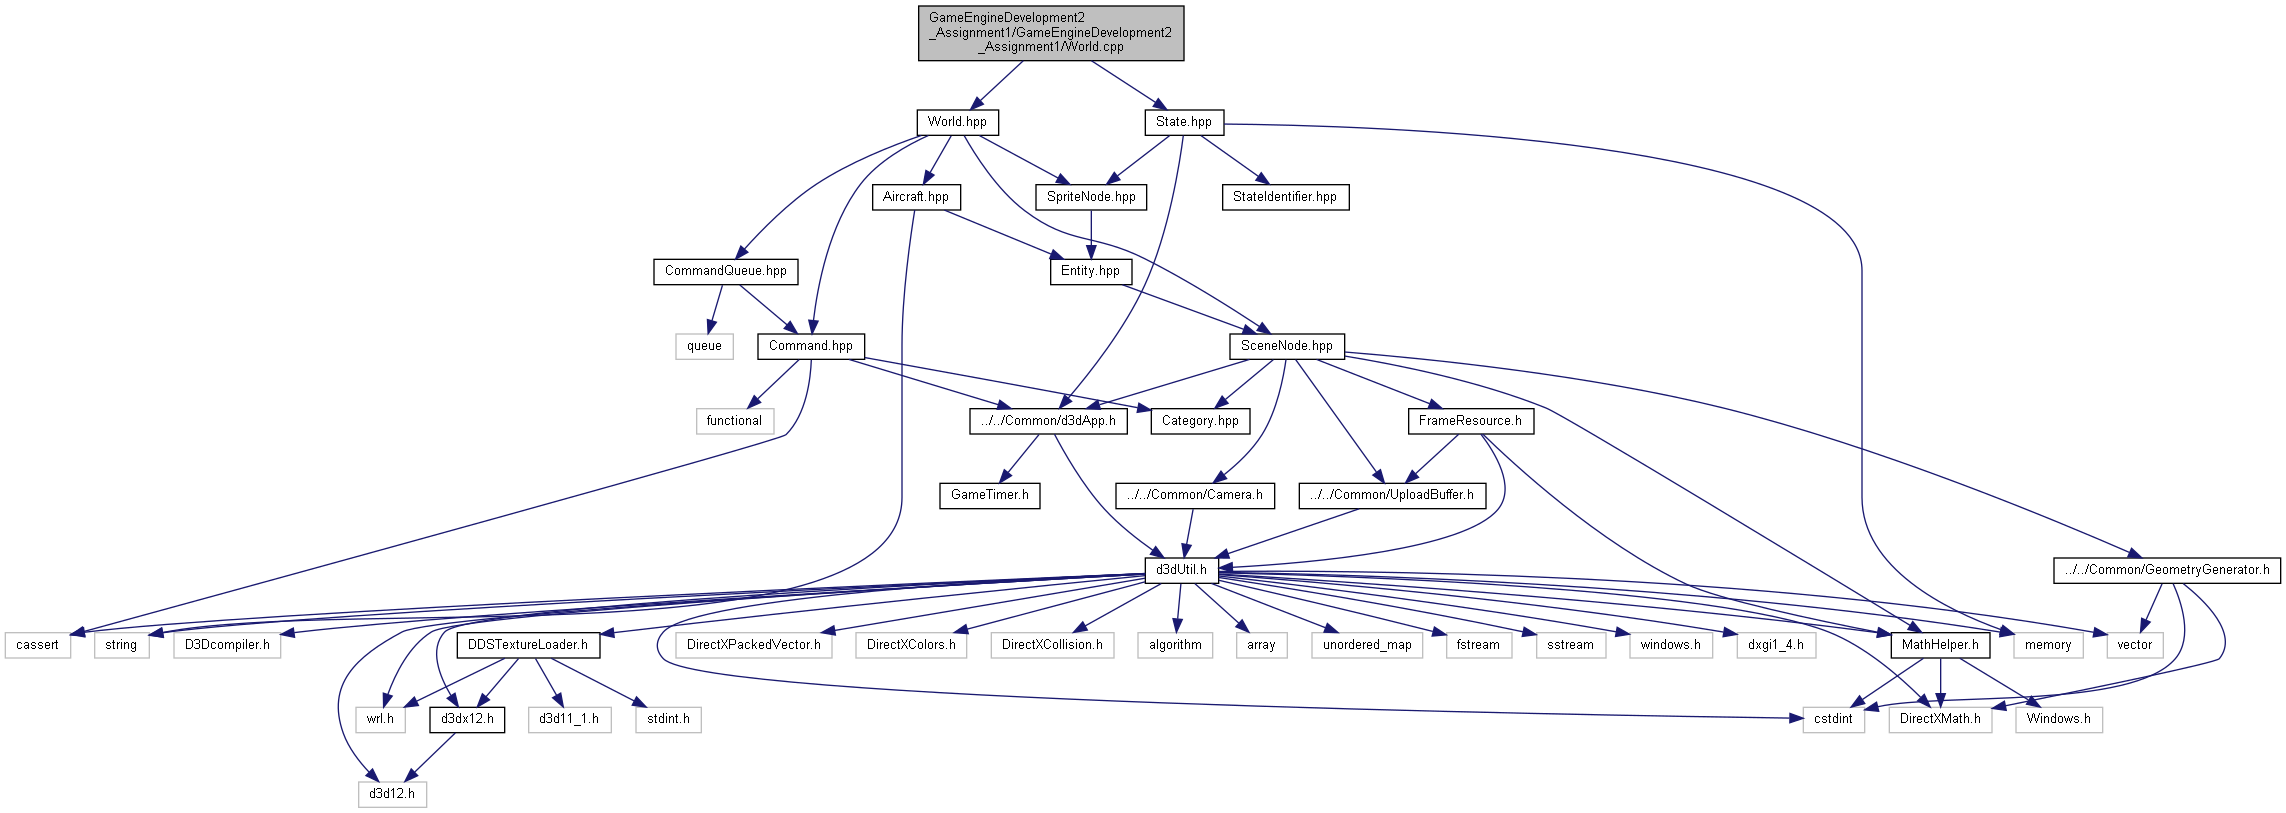 GameEngineDevelopment2
_Assignment1/GameEngineDevelopment2
_Assignment1/World.cpp
World.hpp
State.hpp
Aircraft.hpp
SpriteNode.hpp
StateIdentifier.hpp
CommandQueue.hpp
Entity.hpp
queue
Command.hpp
SceneNode.hpp
functional
../../Common/d3dApp.h
Category.hpp
FrameResource.h
GameTimer.h
../../Common/Camera.h
../../Common/UploadBuffer.h
d3dUtil.h
../../Common/GeometryGenerator.h
cassert
string
D3Dcompiler.h
DDSTextureLoader.h
DirectXPackedVector.h
DirectXColors.h
DirectXCollision.h
algorithm
array
unordered_map
fstream
sstream
windows.h
dxgi1_4.h
MathHelper.h
memory
vector
wrl.h
d3dx12.h
d3d11_1.h
stdint.h
cstdint
DirectXMath.h
Windows.h
d3d12.h